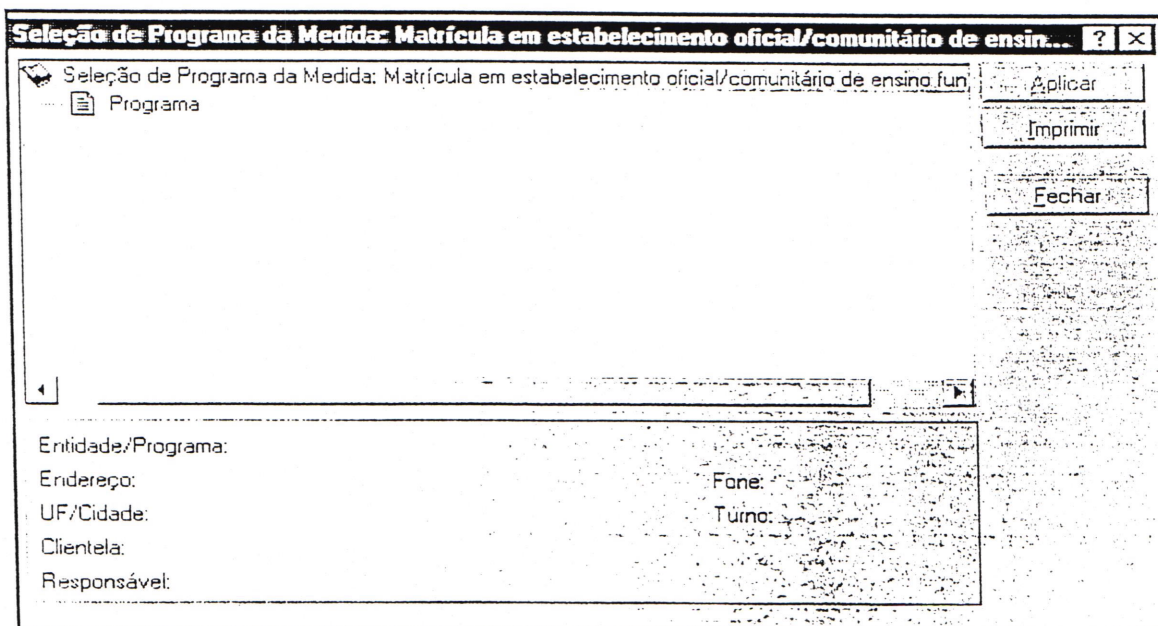 Seleção de Programa da Medida: Matrícula em estabelecimento oficial/comunitário de ensin... ? X
Seleção de Programa da Medida: Matrícula em estabelecimento oficial/comunitário de ensino fun
Programa
Aplicar
Imprimir
Fechar
Entidade/Programa:
Endereço:
Fone:
UF/Cidade:
Turno:
Clientela:
Responsável: